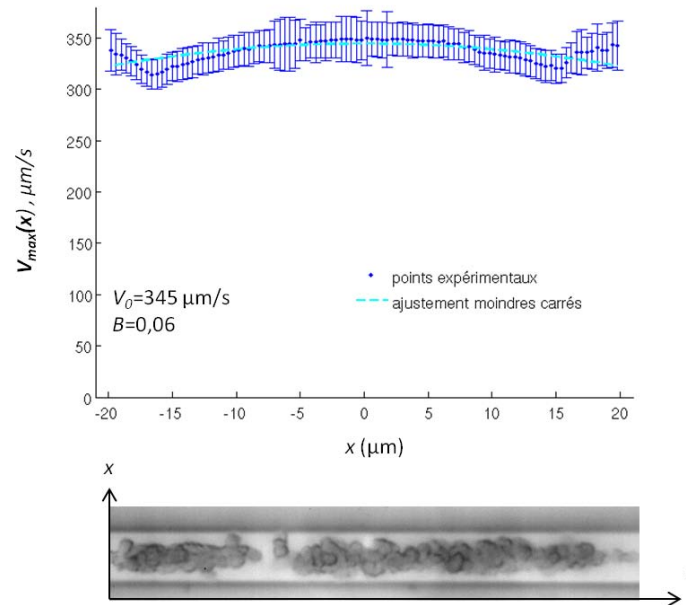 350
300
250
200
150
100
50
0
V_max(x), µm/s
points expérimentaux
ajustement moindres carrés
V_0=345 µm/s
B=0,06
-20 -15 -10 -5 0 5 10 15 20
x (µm)
x